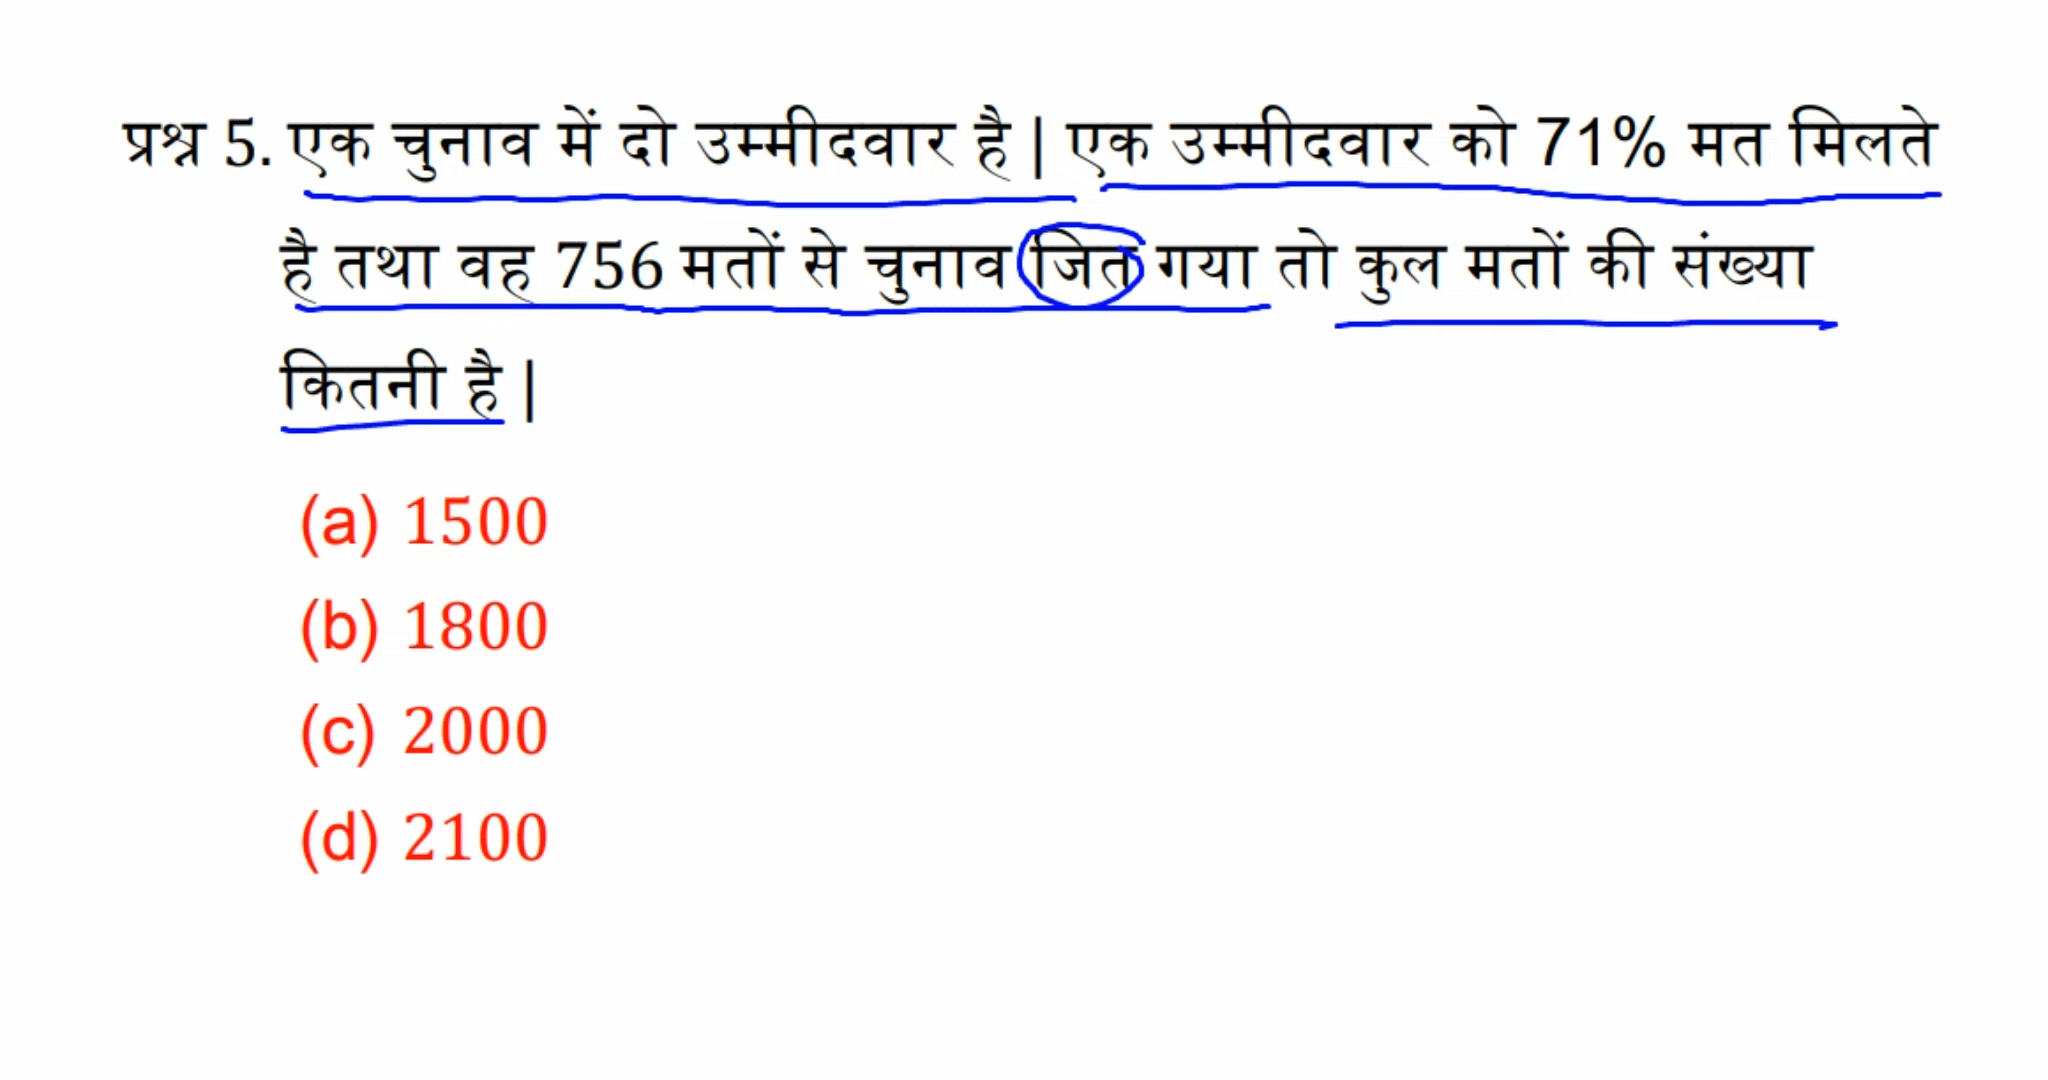 प्रश्न 5. एक चुनाव में दो उम्मीदवार है | एक उम्मीदवार को 71% मत मिलते
है तथा वह 756 मतों से चुनाव जित गया तो कुल मतों की संख्या
कितनी है |
(a) 1500
(b) 1800
(c) 2000
(d) 2100